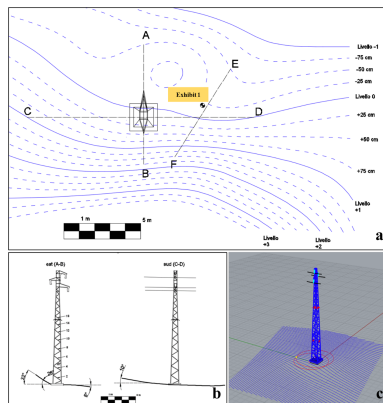 A
Livello -1
-75 cm
E
-50 cm
-25 cm
Exhibit 1
Livello 0
C
D
+25 cm
+50 cm
F
+75 cm
B
Livello
+1
1 m
5 m
Livello
+3
Livello
+2
a
est (A-B)
sud (C-D)
b
c